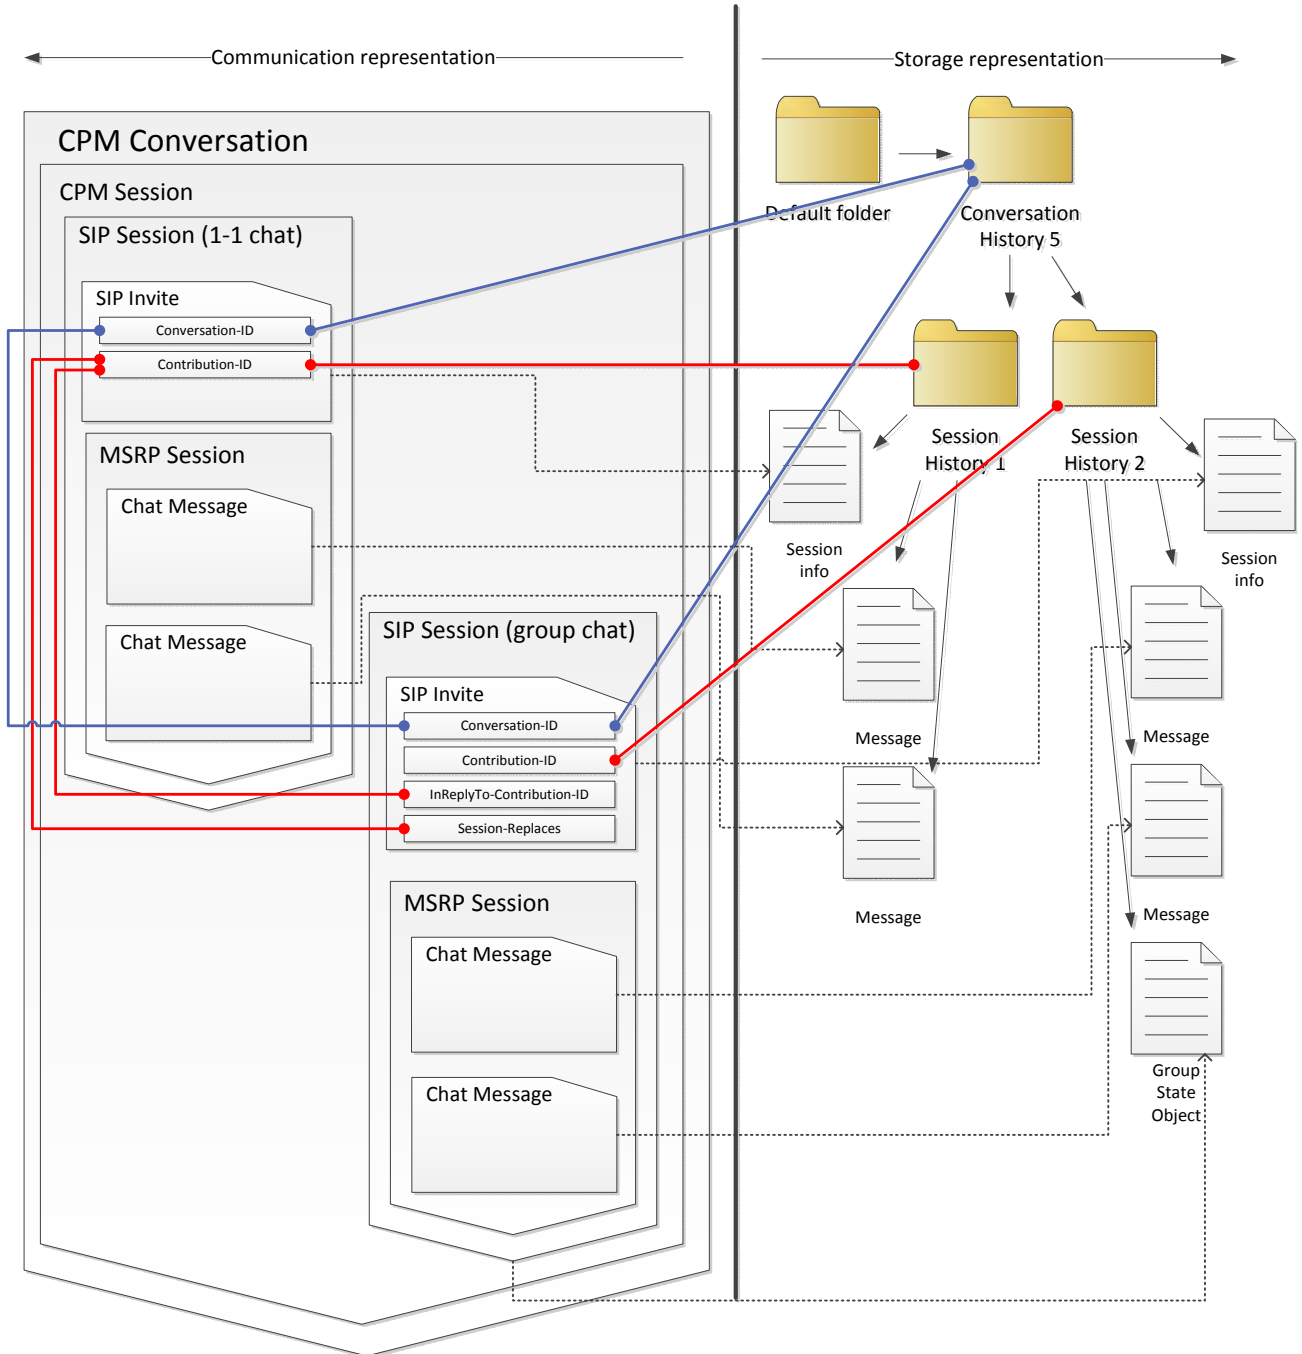 Communication representation
Storage representation
CPM Conversation
CPM Session
SIP Session (1-1 chat)
SIP Invite
Conversation-ID
Contribution-ID
MSRP Session
Chat Message
Chat Message
SIP Session (group chat)
SIP Invite
Conversation-ID
Contribution-ID
InReplyTo-Contribution-ID
Session-Replaces
MSRP Session
Chat Message
Chat Message
Default folder
Conversation
History 5
Session
History 1
Session
History 2
Session
info
Session
info
Message
Message
Message
Message
Group
State
Object